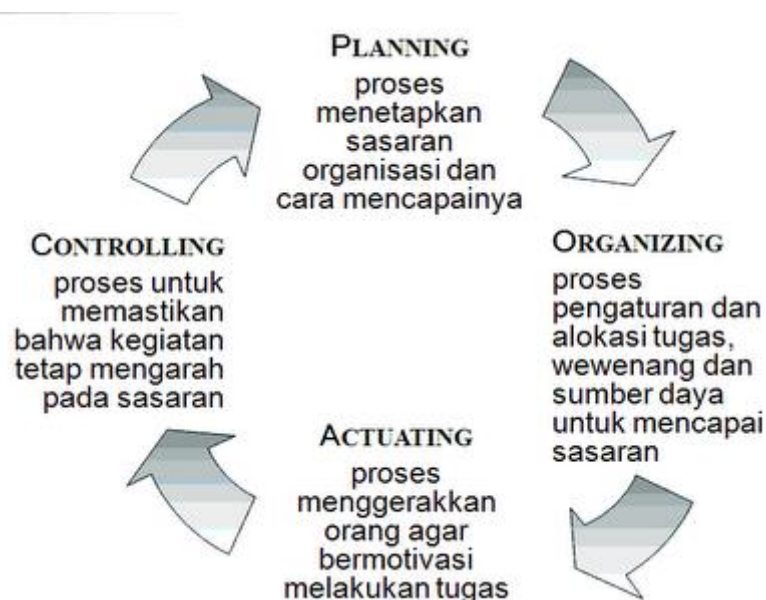 PLANNING
proses
menetapkan
sasaran
organisasi dan
cara mencapainya
ORGANIZING
proses
pengaturan dan
alokasi tugas,
wewenang dan
sumber daya
untuk mencapai
sasaran
ACTUATING
proses
menggerakkan
orang agar
bermotivasi
melakukan tugas
CONTROLLING
proses untuk
memastikan
bahwa kegiatan
tetap mengarah
pada sasaran